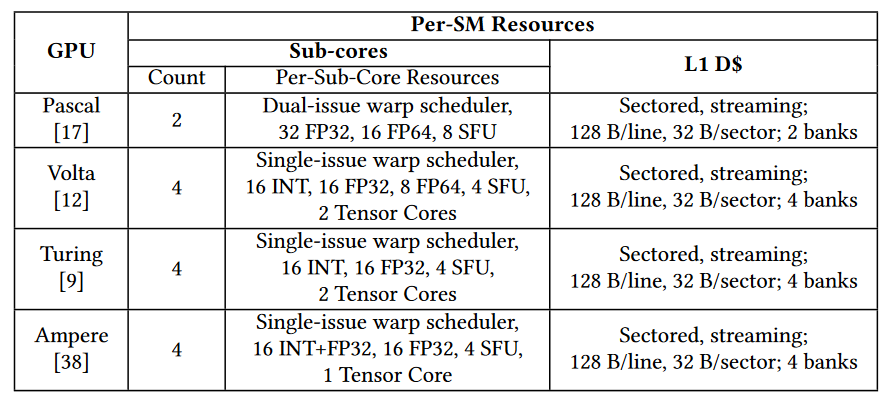 GPU
Per-SM Resources
Sub-cores
L1 D$
Count
Per-Sub-Core Resources
Pascal
[17]
2
Dual-issue warp scheduler,
32 FP32, 16 FP64, 8 SFU
Sectored, streaming;
128 B/line, 32 B/sector; 2 banks
Volta
[12]
4
Single-issue warp scheduler,
16 INT, 16 FP32, 8 FP64, 4 SFU,
2 Tensor Cores
Sectored, streaming;
128 B/line, 32 B/sector; 4 banks
Turing
[9]
4
Single-issue warp scheduler,
16 INT, 16 FP32, 4 SFU,
2 Tensor Cores
Sectored, streaming;
128 B/line, 32 B/sector; 4 banks
Ampere
[38]
4
Single-issue warp scheduler,
16 INT+FP32, 16 FP32, 4 SFU,
1 Tensor Core
Sectored, streaming;
128 B/line, 32 B/sector; 4 banks